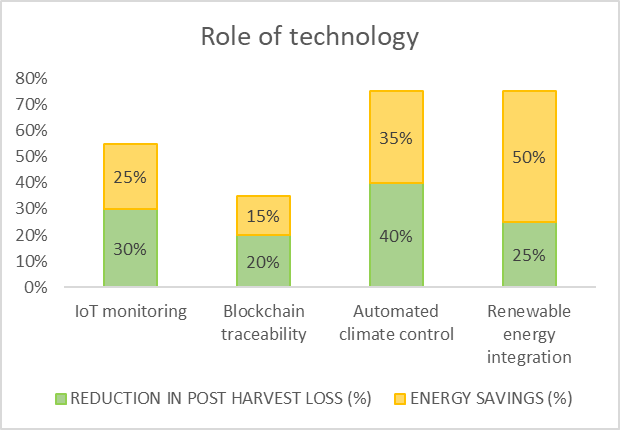 Role of technology
80%
70%
60%
50%
40%
30%
20%
10%
0%
25%
30%
15%
20%
35%
40%
50%
25%
IoT monitoring
Blockchain
traceability
Automated
climate control
Renewable
energy
integration
REDUCTION IN POST HARVEST LOSS (%)
ENERGY SAVINGS (%)